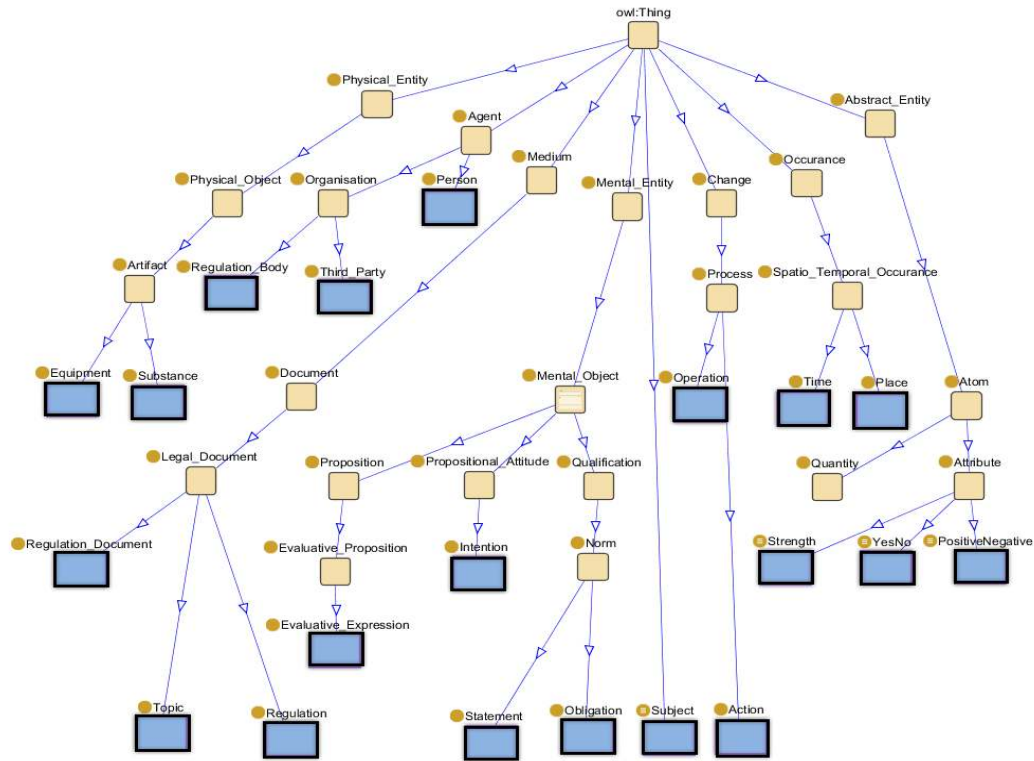 owl:Thing
Physical_Entity
Abstract_Entity
Agent
Medium
Occurance
Physical_Object
Organisation
Person
Mental_Entity
Change
Artifact
Regulation_Body
Third_Party
Process
Spatio_Temporal_Occurance
Equipment
Substance
Document
Mental_Object
Operation
Time
Place
Atom
Legal_Document
Proposition
Propositional_Attitude
Qualification
Quantity
Attribute
Regulation_Document
Evaluative_Proposition
Intention
Norm
Strength
YesNo
PositiveNegative
Evaluative_Expression
Topic
Regulation
Statement
Obligation
Subject
Action